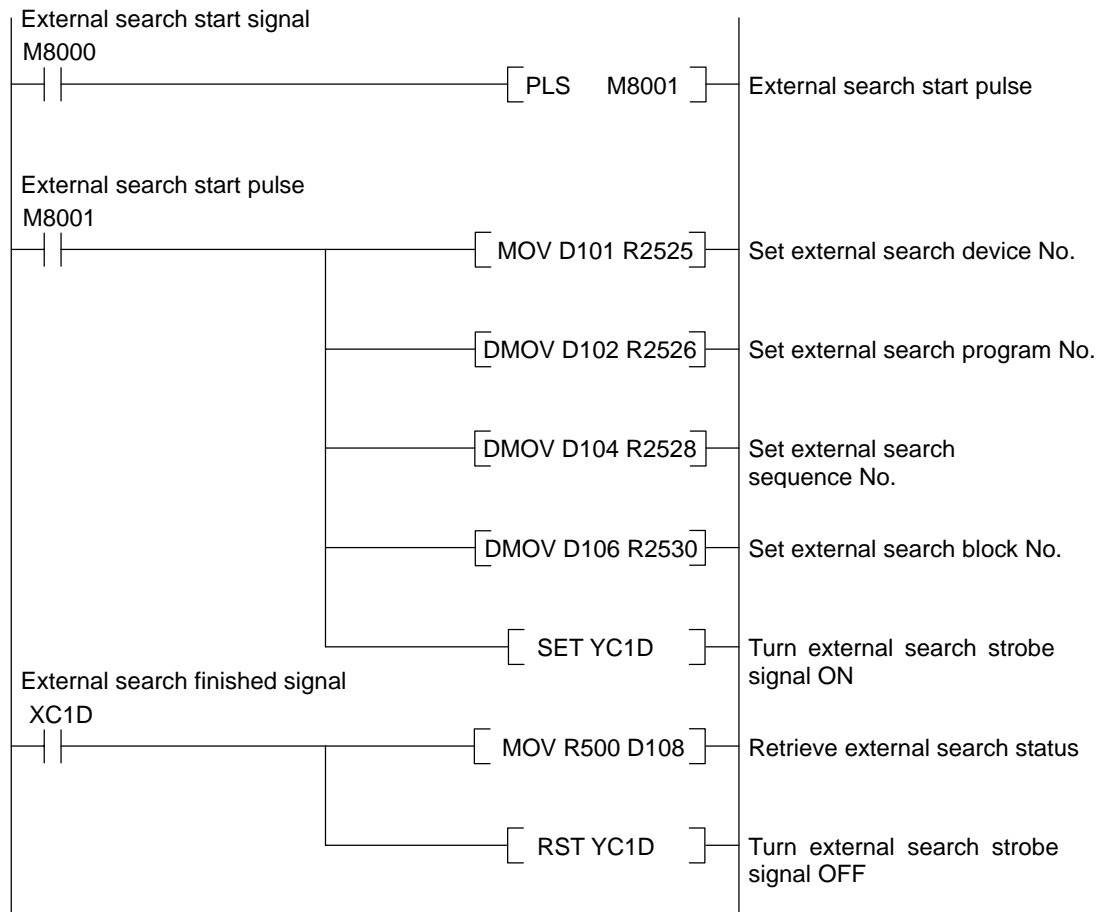 External search start signal
M8000
PLS M8001
External search start pulse
External search start pulse
M8001
MOV D101 R2525
Set external search device No.
DMOV D102 R2526
Set external search program No.
DMOV D104 R2528
Set external search
sequence No.
DMOV D106 R2530
Set external search block No.
SET YC1D
Turn external search strobe
signal ON
External search finished signal
XC1D
MOV R500 D108
Retrieve external search status
RST YC1D
Turn external search strobe
signal OFF